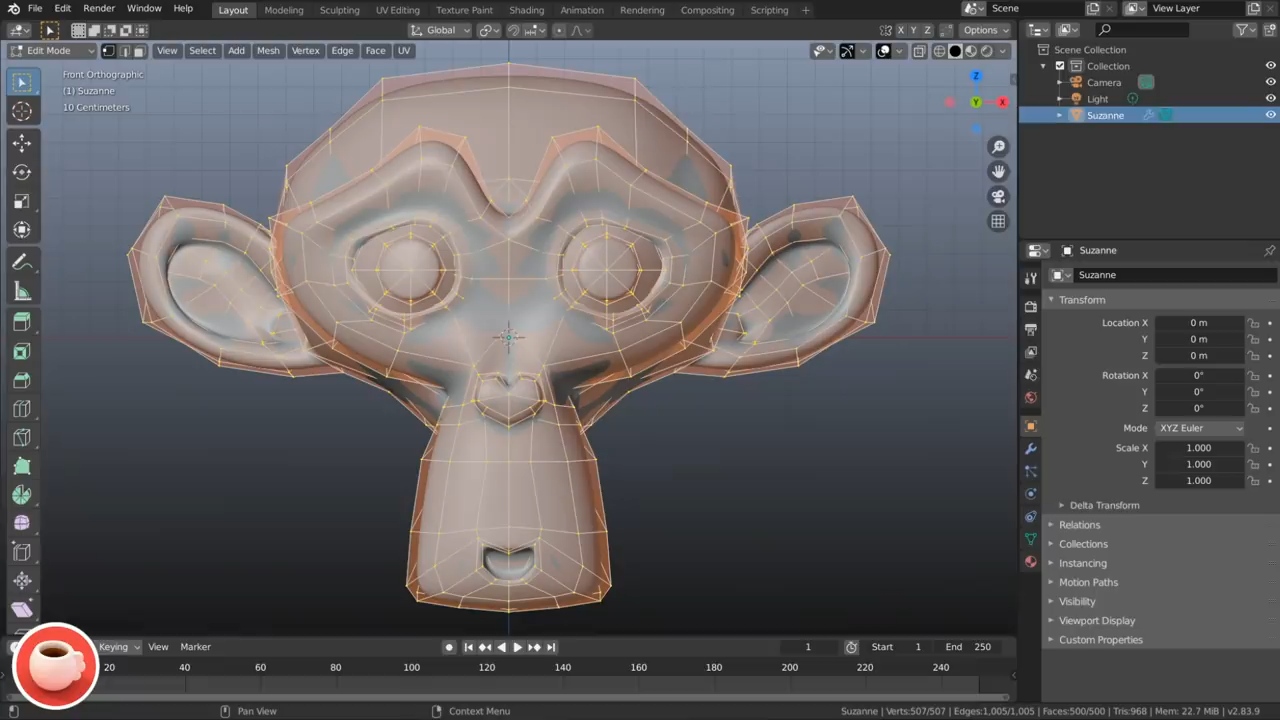 File Edit Render Window Help Layout Modeling Sculpting UV Editing Texture Paint Shading Animation Rendering Compositing Scripting + Scene View Layer
Global X Y Z Options
Edit Mode View Select Add Mesh Vertex Edge Face UV
Front Orthographic
(1) Suzanne
10 Centimeters
Z
Y
X
Scene Collection
Collection
Camera
Light
Suzanne
Suzanne
Suzanne
Transform
Location X 0 m
Y 0 m
Z 0 m
Rotation X 0°
Y 0°
Z 0°
Mode XYZ Euler
Scale X 1.000
Y 1.000
Z 1.000
Delta Transform
Relations
Collections
Instancing
Motion Paths
Visibility
Viewport Display
Custom Properties
Keying View Marker 1 Start 1 End 250
20 40 60 80 100 120 140 160 180 200 220 240
Pan View Context Menu Suzanne | Verts:507/507 | Edges:1,005/1,005 | Faces:500/500 | Tris:968 | Mem: 22.7 MiB | v2.83.9